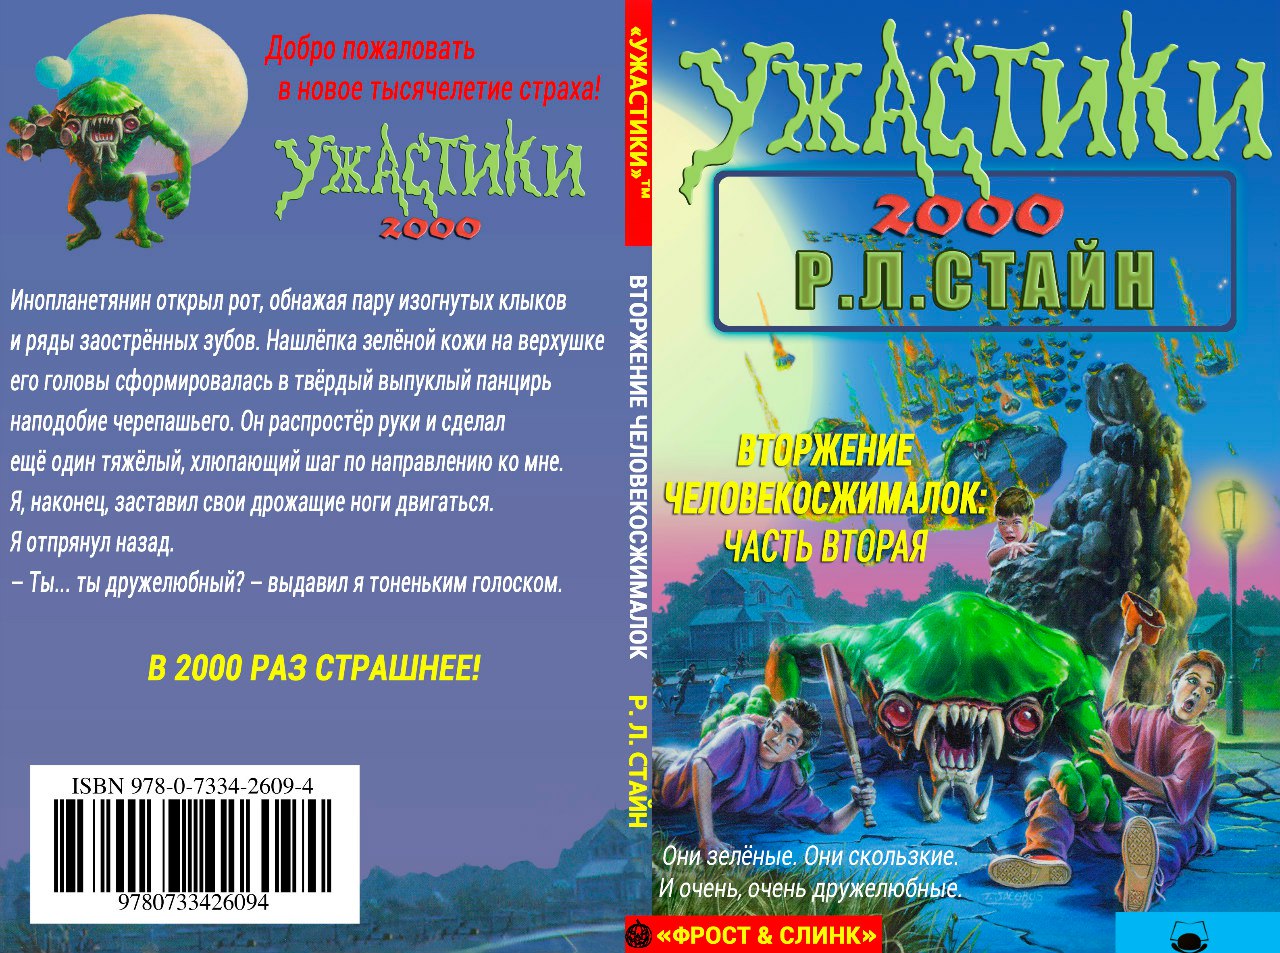 Добро пожаловать
в новое тысячелетие страха!
УЖАСТИКИ
2000
Инопланетянин открыл рот, обнажая пару изогнутых клыков
и ряды заострённых зубов. Нашлёпка зелёной кожи на верхушке
его головы сформировалась в твёрдый выпуклый панцирь
наподобие черепашьего. Он распростёр руки и сделал
ещё один тяжёлый, хлюпающий шаг по направлению ко мне.
Я, наконец, заставил свои дрожащие ноги двигаться.
Я отпрянул назад.
– Ты... ты дружелюбный? – выдавил я тоненьким голоском.
В 2000 РАЗ СТРАШНЕЕ!
ISBN 978-0-7334-2609-4
9780733426094
«УЖАСТИКИ»™
ВТОРЖЕНИЕ ЧЕЛОВЕКОСЖИМАЛОК
Р. Л. СТАЙН
УЖАСТИКИ
2000
Р.Л.СТАЙН
ВТОРЖЕНИЕ
ЧЕЛОВЕКОСЖИМАЛОК:
ЧАСТЬ ВТОРАЯ
Они зелёные. Они скользкие.
И очень, очень дружелюбные.
«ФРОСТ & СЛИНК»